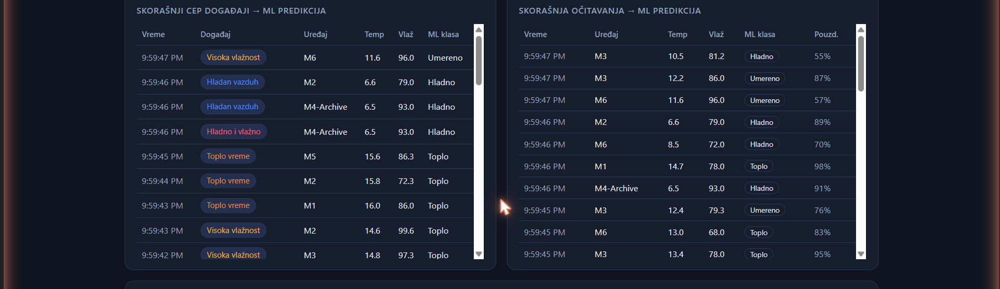 SKORAŠNJI CEP DOGAĐAJI → ML PREDIKCIJA
Vreme Događaj Uređaj Temp Vlaž ML klasa
9:59:47 PM Visoka vlažnost M6 11.6 96.0 Umereno
9:59:46 PM Hladan vazduh M2 6.6 79.0 Hladno
9:59:46 PM Hladan vazduh M4-Archive 6.5 93.0 Hladno
9:59:46 PM Hladno i vlažno M4-Archive 6.5 93.0 Hladno
9:59:45 PM Toplo vreme M5 15.6 86.3 Toplo
9:59:44 PM Toplo vreme M2 15.8 72.3 Toplo
9:59:43 PM Toplo vreme M1 16.0 86.0 Toplo
9:59:43 PM Visoka vlažnost M2 14.6 99.6 Toplo
9:59:42 PM Visoka vlažnost M3 14.8 97.3 Toplo
SKORAŠNJA OČITAVANJA → ML PREDIKCIJA
Vreme Uređaj Temp Vlaž ML klasa Pouzd.
9:59:47 PM M3 10.5 81.2 Hladno 55%
9:59:47 PM M3 12.2 86.0 Umereno 87%
9:59:47 PM M6 11.6 96.0 Umereno 57%
9:59:46 PM M2 6.6 79.0 Hladno 89%
9:59:46 PM M6 8.5 72.0 Hladno 70%
9:59:46 PM M1 14.7 78.0 Toplo 98%
9:59:46 PM M4-Archive 6.5 93.0 Hladno 91%
9:59:45 PM M3 12.4 79.3 Umereno 76%
9:59:45 PM M6 13.0 68.0 Toplo 83%
9:59:45 PM M3 13.4 78.0 Toplo 95%